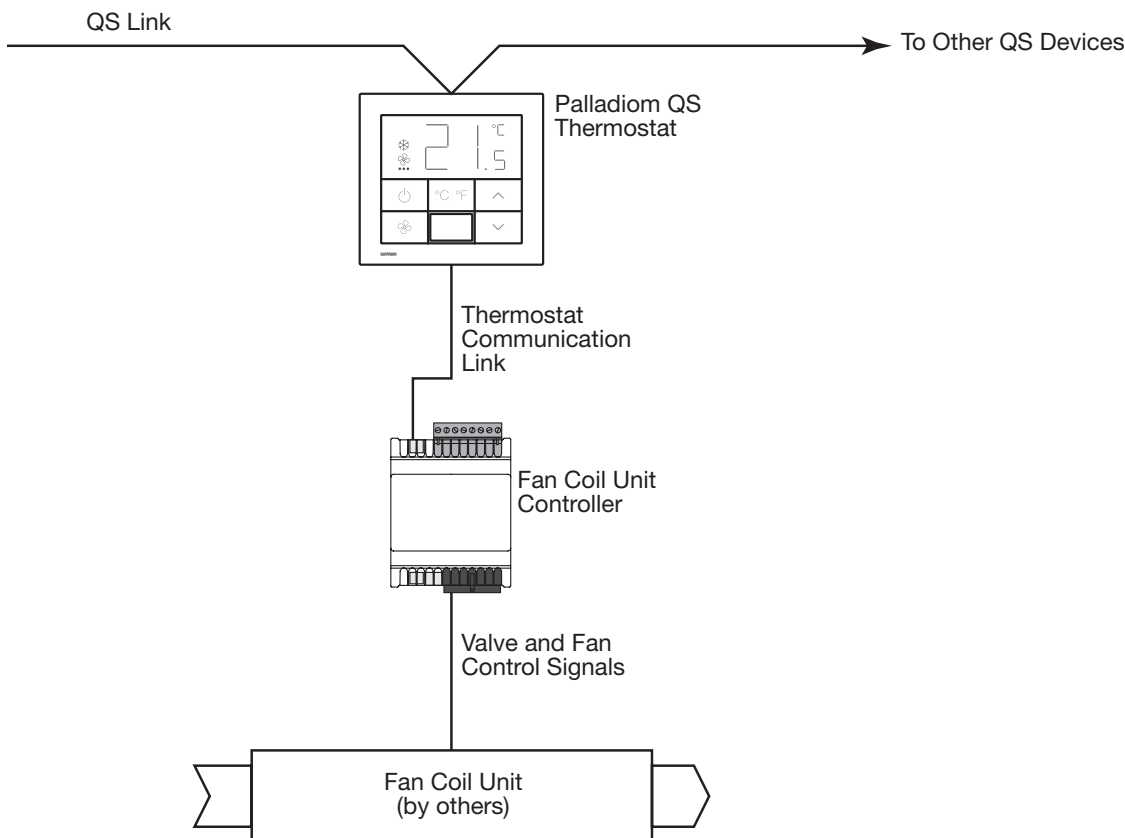 QS Link
To Other QS Devices
Palladiom QS
Thermostat
21.5 °C
°C °F
LUTRON
Thermostat
Communication
Link
Fan Coil Unit
Controller
Valve and Fan
Control Signals
Fan Coil Unit
(by others)